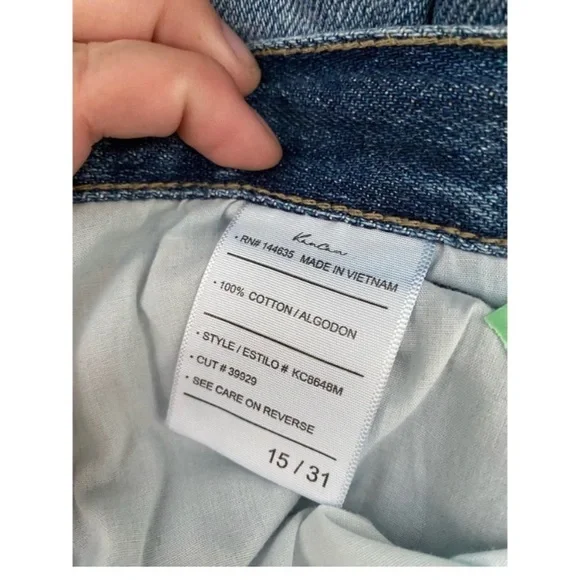 KanCan
• RN# 144635 MADE IN VIETNAM
• 100% COTTON / ALGODON
• STYLE / ESTILO # KC8648M
• CUT # 39929
• SEE CARE ON REVERSE
15 / 31